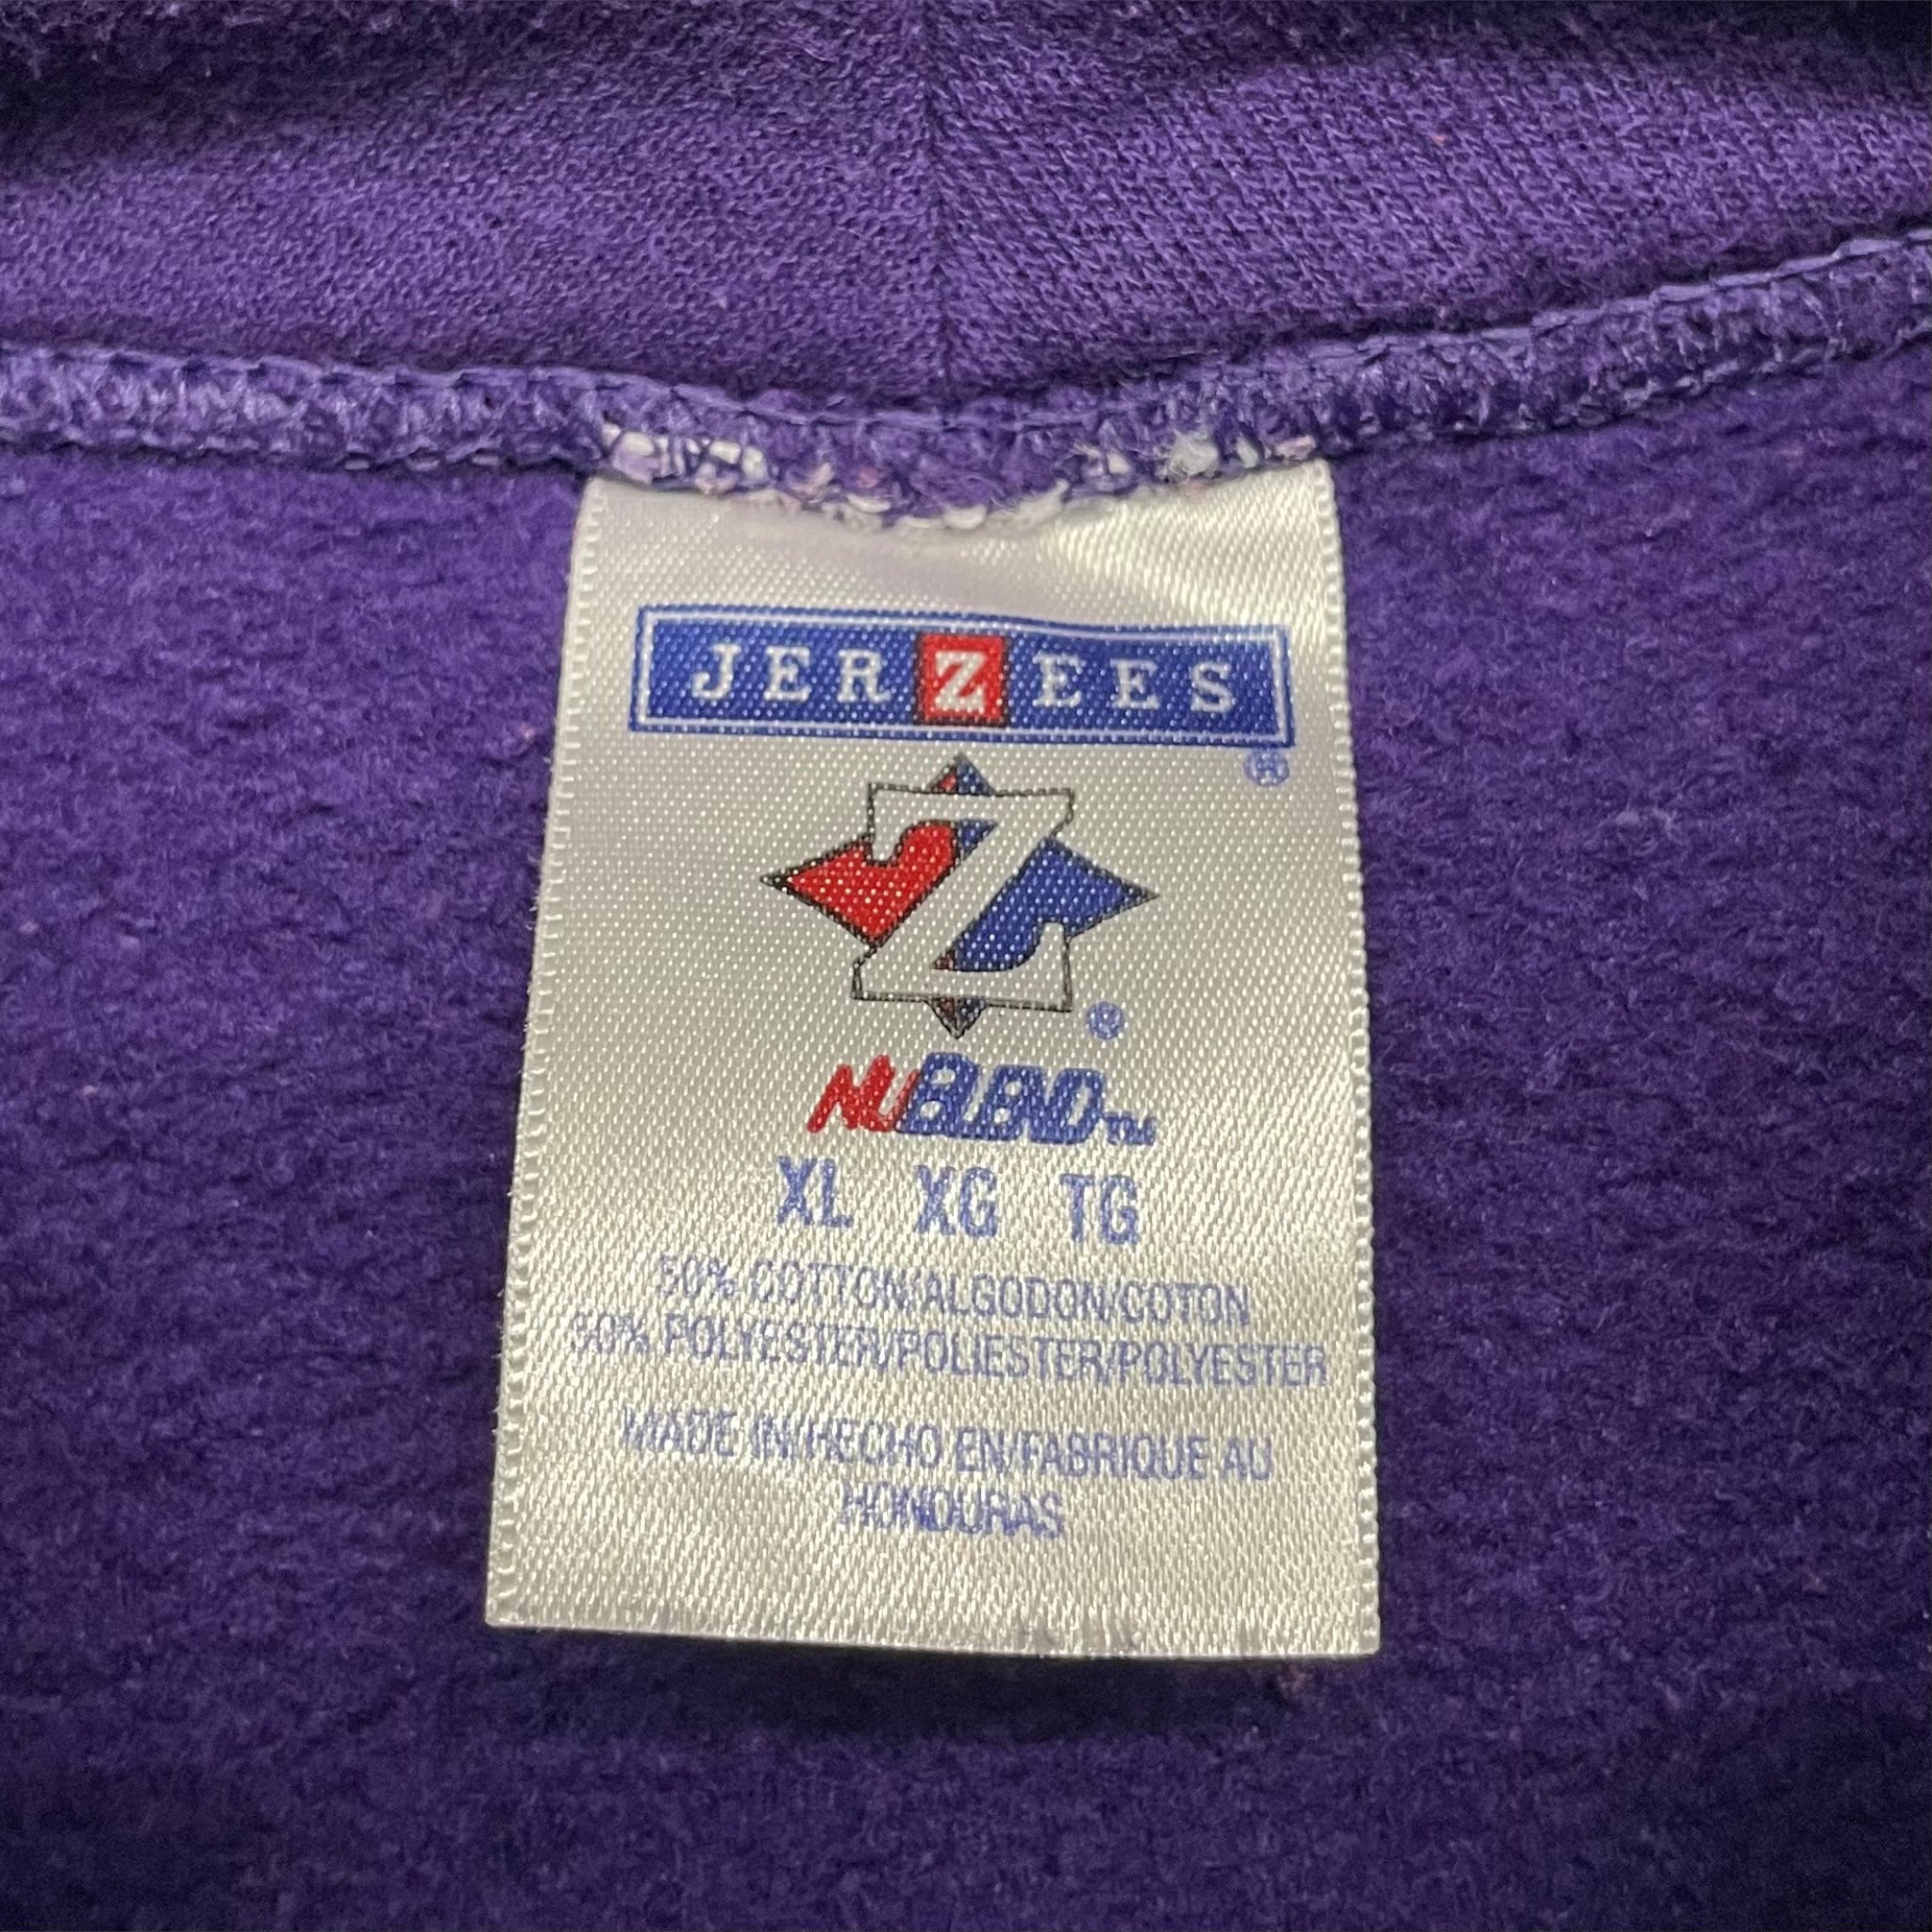 JERZEES
®
Z
®
NUBLEND™
XL XG TG
50% COTTON/ALGODON/COTON
50% POLYESTER/POLIESTER/POLYESTER
MADE IN/HECHO EN/FABRIQUE AU
HONDURAS